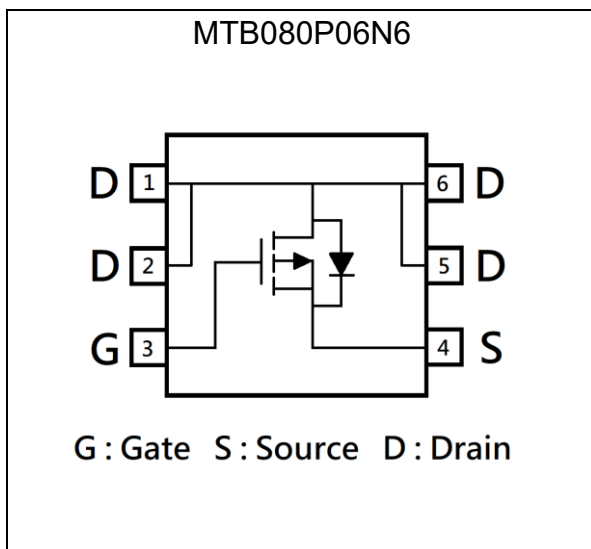 MTB080P06N6
D 1 6 D
D 2 5 D
G 3 4 S
G : Gate S : Source D : Drain